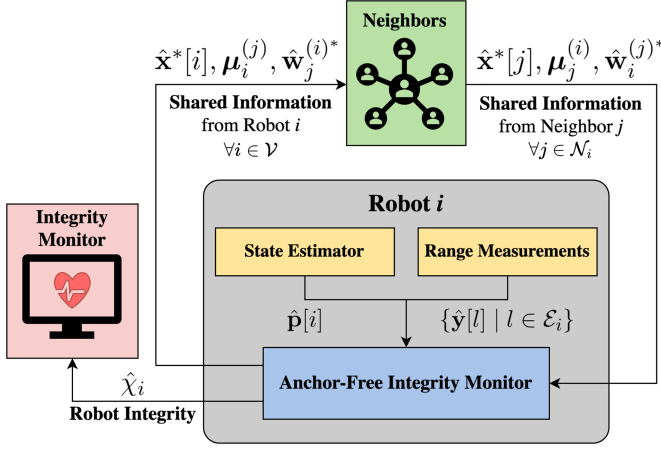 Neighbors
x̂*[i], μ_i^(j), ŵ_j^(i)*
Shared Information
from Robot i
∀i ∈ 𝒱
x̂*[j], μ_j^(i), ŵ_i^(j)*
Shared Information
from Neighbor j
∀j ∈ 𝒩_i
Integrity
Monitor
Robot i
State Estimator
Range Measurements
p̂[i]
{ŷ[l] | l ∈ ℰ_i}
Anchor-Free Integrity Monitor
χ̂_i
Robot Integrity